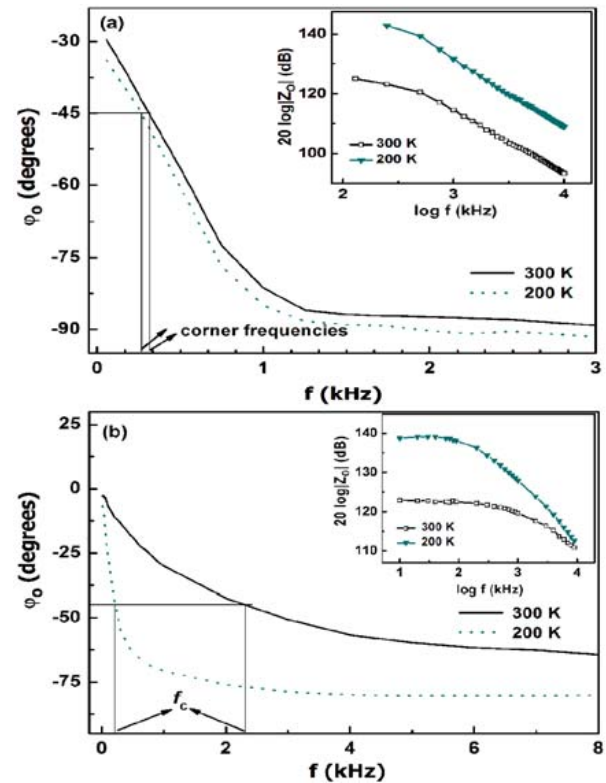 (a)
-30
-45
-60
-75
-90
φ₀ (degrees)
140
120
100
20 log|Z₀| (dB)
300 K
200 K
2
3
4
log f (kHz)
300 K
200 K
corner frequencies
0
1
2
3
f (kHz)
(b)
25
0
-25
-50
-75
φ₀ (degrees)
140
130
120
110
20 log|Z₀| (dB)
300 K
200 K
1
2
3
4
log f (kHz)
300 K
200 K
f_c
0
2
4
6
8
f (kHz)